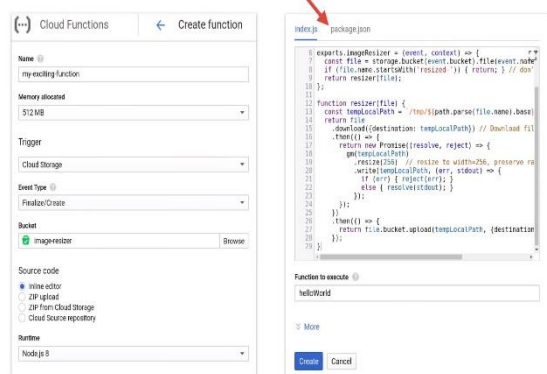 Cloud Functions
Create function
Name
my-exciting-function
Memory allocated
512 MB
Trigger
Cloud Storage
Event Type
Finalize/Create
Bucket
image-resizer
Browse
Source code
Inline editor
ZIP upload
ZIP from Cloud Storage
Cloud Source repository
Runtime
Node.js 8
index.js
package.json
6 exports.imageResizer = (event, context) => {
7 const file = storage.bucket(event.bucket).file(event.name
8 if (file.name.startsWith('resized-')) { return; } // don'
9 return resizer(file);
10 };
11
12 function resizer(file) {
13 const tempLocalPath = `/tmp/${path.parse(file.name).base}
14 return file
15 .download({destination: tempLocalPath}) // Download fil
16 .then(() => {
17 return new Promise((resolve, reject) => {
18 gm(tempLocalPath)
19 .resize(256) // resize to width=256, preserve ra
20 .write(tempLocalPath, (err, stdout) => {
21 if (err) { reject(err); }
22 else { resolve(stdout); }
23 });
24 });
25 })
26 .then(() => {
27 return file.bucket.upload(tempLocalPath, {destination
28 });
29 }
Function to execute
helloWorld
More
Create
Cancel